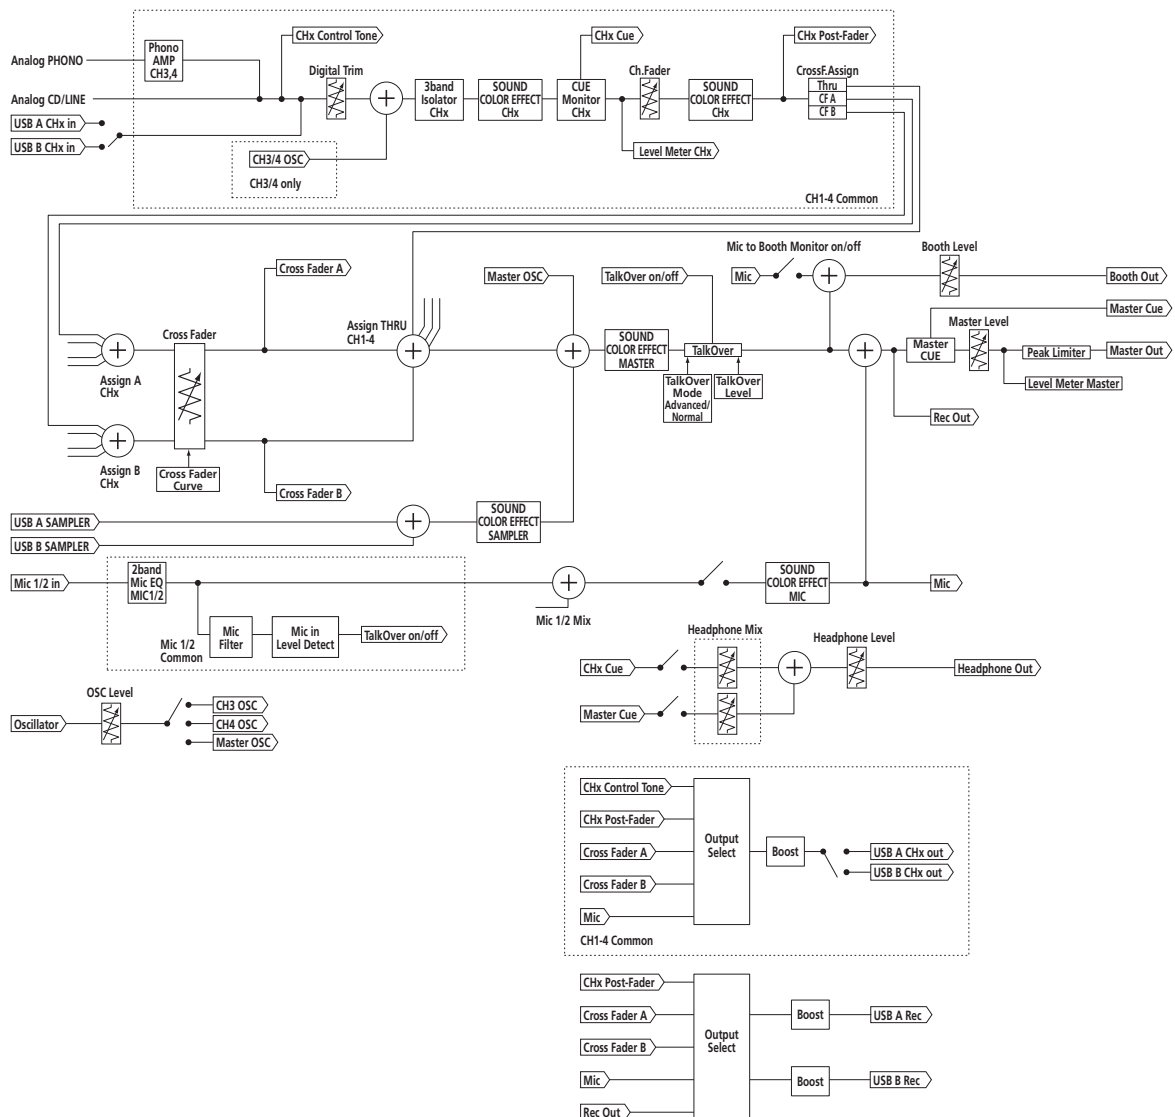 CHx Control Tone
CHx Cue
CHx Post-Fader
Analog PHONO
Phono
AMP
CH3,4
Digital Trim
Ch.Fader
CrossF.Assign
Thru
CF A
CF B
Analog CD/LINE
3band
Isolator
CHx
SOUND
COLOR EFFECT
CHx
CUE
Monitor
CHx
SOUND
COLOR EFFECT
CHx
USB A CHx in
USB B CHx in
Level Meter CHx
CH3/4 OSC
CH3/4 only
CH1-4 Common
Mic to Booth Monitor on/off
Booth Level
Cross Fader A
Master OSC
TalkOver on/off
Mic
Booth Out
Master Cue
Cross Fader
Assign THRU
CH1-4
SOUND
COLOR EFFECT
MASTER
TalkOver
Master
CUE
Master Level
Peak Limiter
Master Out
Assign A
CHx
TalkOver
Mode
Advanced/
Normal
TalkOver
Level
Level Meter Master
Rec Out
Assign B
CHx
Cross Fader
Curve
Cross Fader B
USB A SAMPLER
USB B SAMPLER
SOUND
COLOR EFFECT
SAMPLER
Mic 1/2 in
2band
Mic EQ
MIC1/2
Mic 1/2 Mix
SOUND
COLOR EFFECT
MIC
Mic
Mic 1/2
Common
Mic
Filter
Mic in
Level Detect
TalkOver on/off
Headphone Mix
Headphone Level
CHx Cue
Headphone Out
Master Cue
OSC Level
Oscillator
CH3 OSC
CH4 OSC
Master OSC
CHx Control Tone
CHx Post-Fader
Cross Fader A
Cross Fader B
Mic
Output
Select
Boost
USB A CHx out
USB B CHx out
CH1-4 Common
CHx Post-Fader
Cross Fader A
Cross Fader B
Mic
Rec Out
Output
Select
Boost
USB A Rec
Boost
USB B Rec